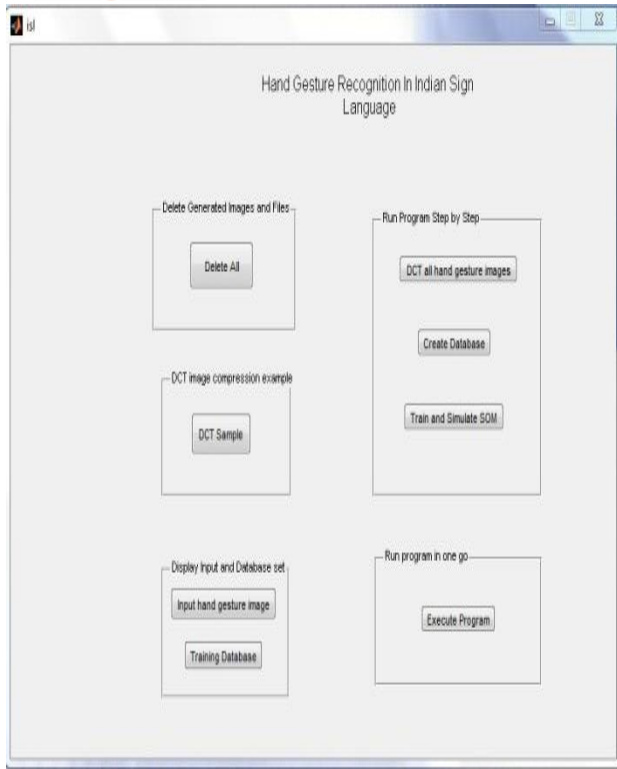 isl
Hand Gesture Recognition In Indian Sign
Language
Delete Generated Images and Files
Delete All
DCT image compression example
DCT Sample
Display Input and Database set
Input hand gesture image
Training Database
Run Program Step by Step
DCT all hand gesture images
Create Database
Train and Simulate SOM
Run program in one go
Execute Program